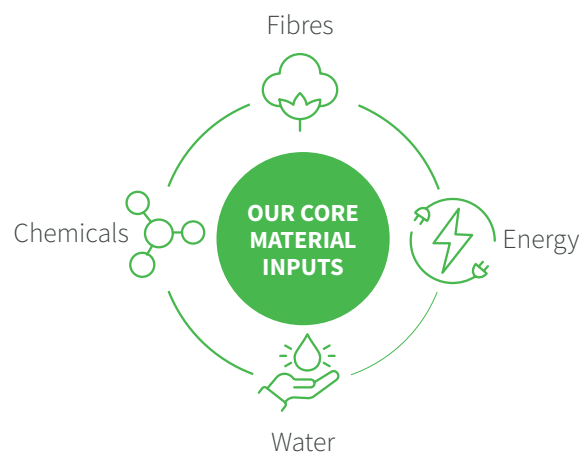 Fibres
Chemicals
OUR CORE
MATERIAL
INPUTS
Energy
Water